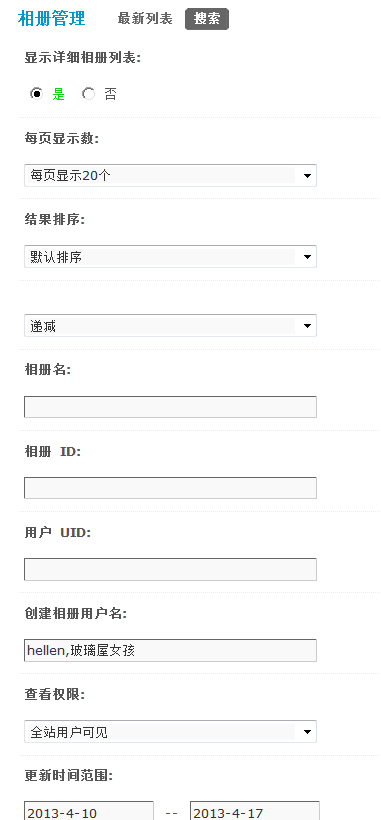 相册管理 最新列表 搜索
显示详细相册列表:
是 否
每页显示数:
每页显示20个
结果排序:
默认排序
递减
相册名:
相册 ID:
用户 UID:
创建相册用户名:
hellen,玻璃屋女孩
查看权限:
全站用户可见
更新时间范围:
2013-4-10 -- 2013-4-17